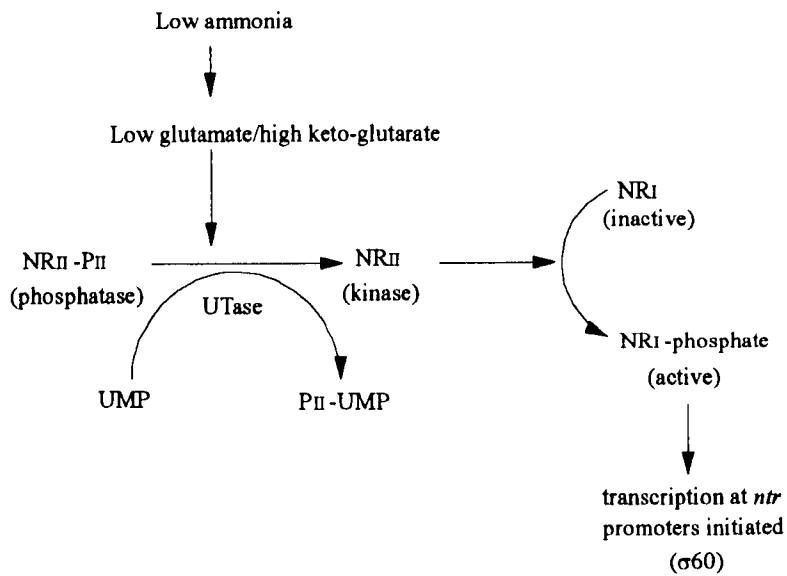 Low ammonia
Low glutamate/high keto-glutarate
NRI
(inactive)
NRII -PII
(phosphatase)
NRII
(kinase)
UTase
NRI -phosphate
(active)
UMP
PII -UMP
transcription at ntr
promoters initiated
(σ60)